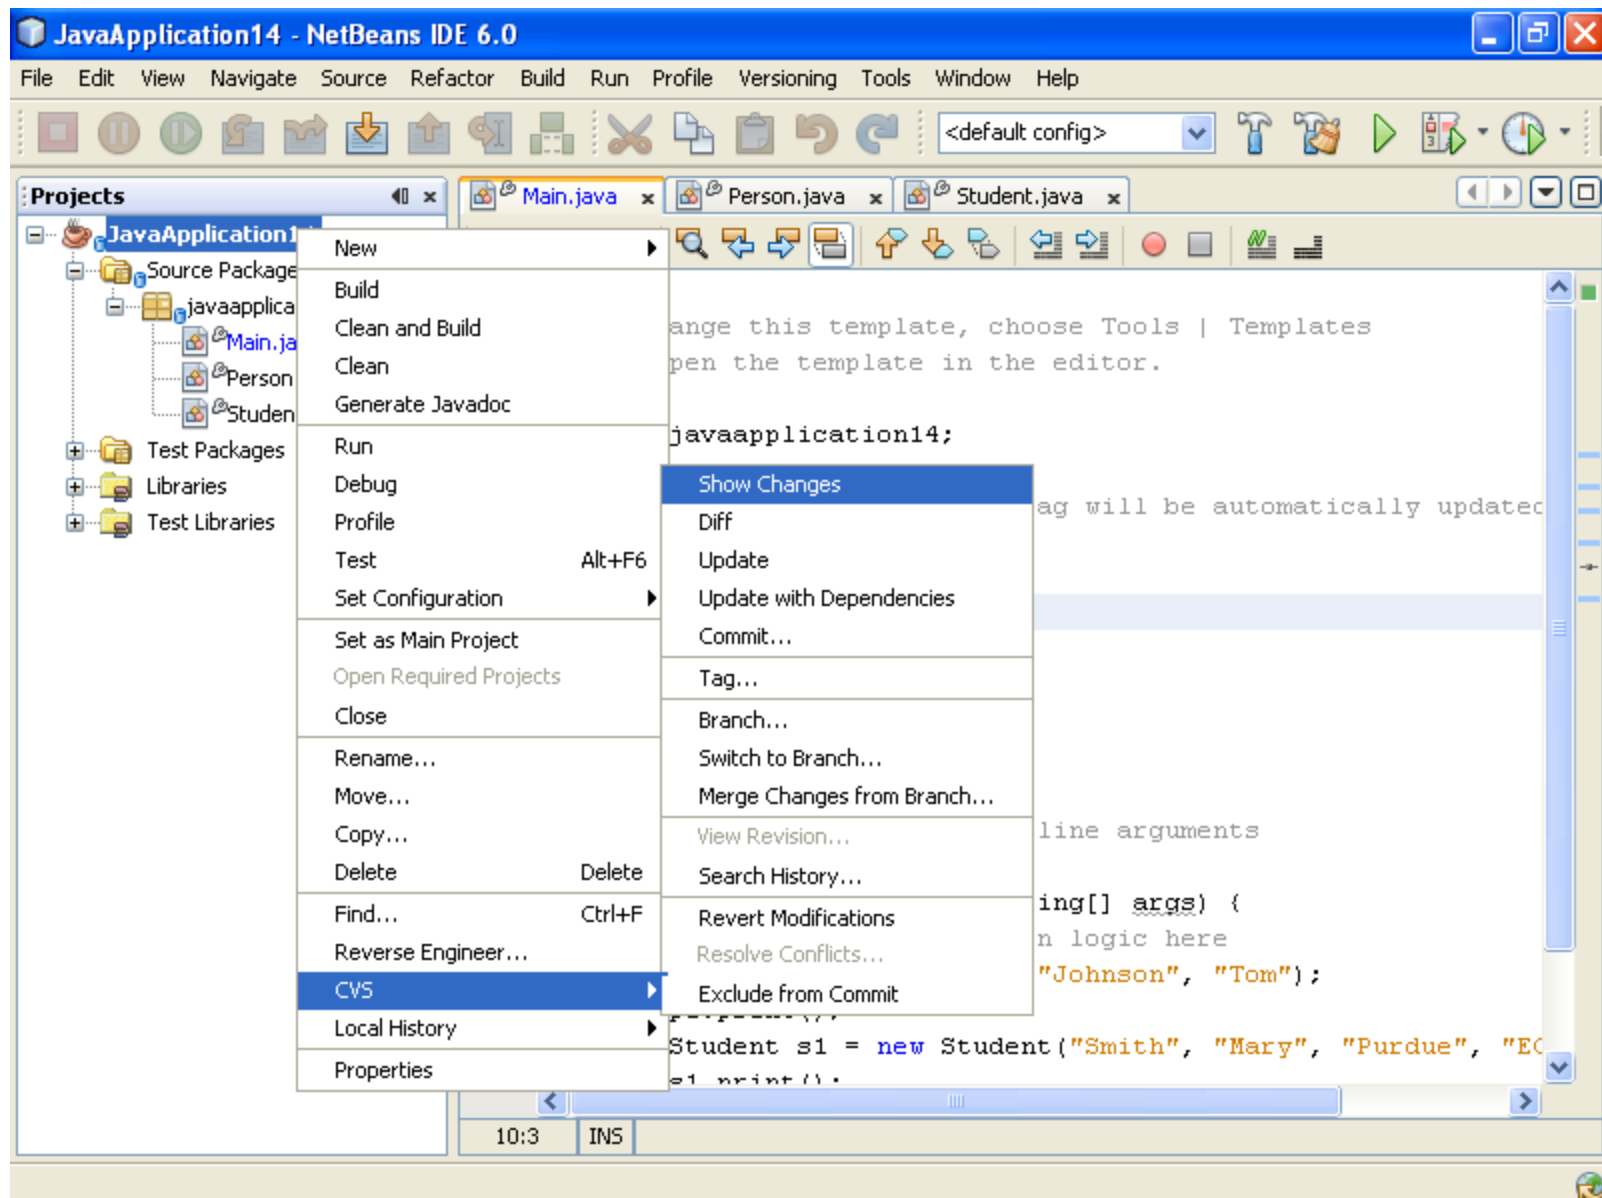 JavaApplication14 - NetBeans IDE 6.0
File Edit View Navigate Source Refactor Build Run Profile Versioning Tools Window Help
<default config>
Projects
Main.java Person.java Student.java
JavaApplication1
Source Package
javaapplica
Main.ja
Person
Studen
Test Packages
Libraries
Test Libraries
New
Build
Clean and Build
Clean
Generate Javadoc
Run
Debug
Profile
Test Alt+F6
Set Configuration
Set as Main Project
Open Required Projects
Close
Rename...
Move...
Copy...
Delete Delete
Find... Ctrl+F
Reverse Engineer...
CVS
Local History
Properties
Show Changes
Diff
Update
Update with Dependencies
Commit...
Tag...
Branch...
Switch to Branch...
Merge Changes from Branch...
View Revision...
Search History...
Revert Modifications
Resolve Conflicts...
Exclude from Commit
ange this template, choose Tools | Templates
pen the template in the editor.
javaapplication14;
ag will be automatically updated
line arguments
ing[] args) {
n logic here
"Johnson", "Tom");
Student s1 = new Student("Smith", "Mary", "Purdue", "EC
s1.print();
10:3 INS